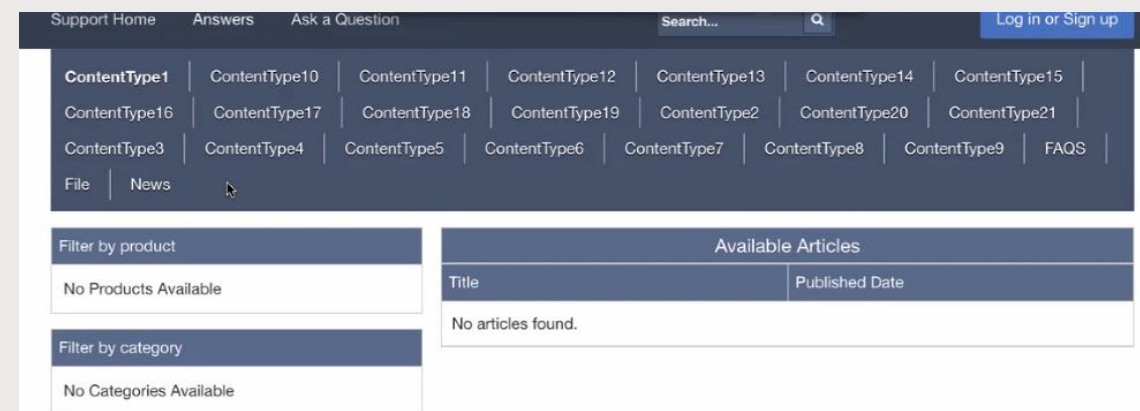 Support Home Answers Ask a Question Search... Log in or Sign up
ContentType1 ContentType10 ContentType11 ContentType12 ContentType13 ContentType14 ContentType15
ContentType16 ContentType17 ContentType18 ContentType19 ContentType2 ContentType20 ContentType21
ContentType3 ContentType4 ContentType5 ContentType6 ContentType7 ContentType8 ContentType9 FAQS
File News
Filter by product
No Products Available
Filter by category
No Categories Available
Available Articles
Title Published Date
No articles found.